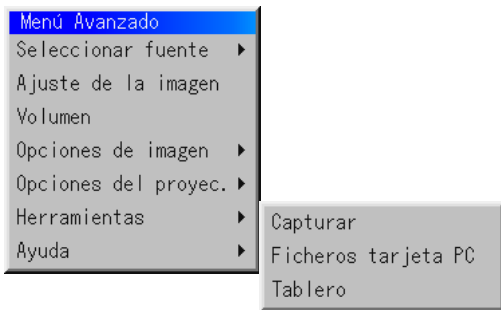 Menú Avanzado
Seleccionar fuente
Ajuste de la imagen
Volumen
Opciones de imagen
Opciones del proyec.
Herramientas
Ayuda
Capturar
Ficheros tarjeta PC
Tablero